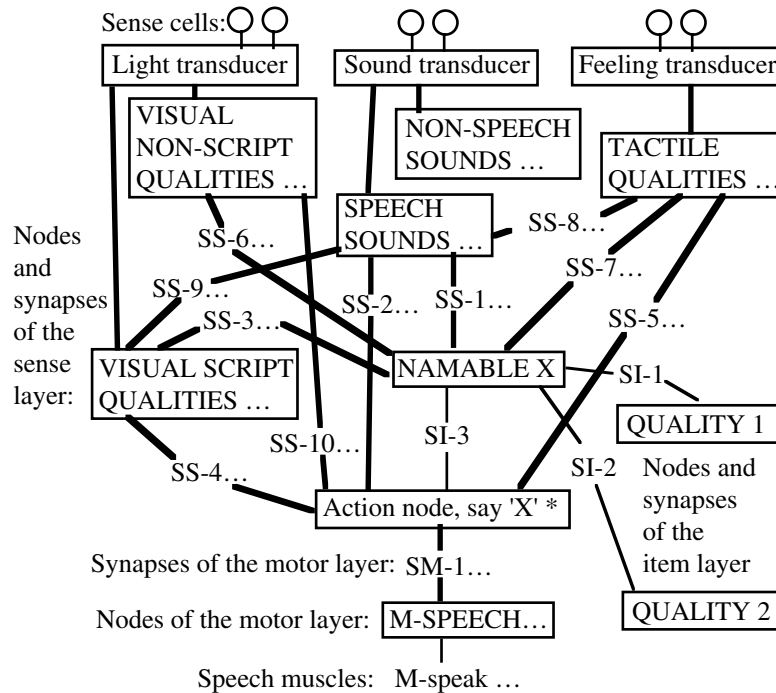 Sense cells:
Light transducer
Sound transducer
Feeling transducer
VISUAL
NON-SCRIPT
QUALITIES …
NON-SPEECH
SOUNDS …
TACTILE
QUALITIES …
SPEECH
SOUNDS …
SS-8…
Nodes
and
synapses
of the
sense
layer:
SS-6…
SS-7…
SS-9…
SS-2…
SS-1…
SS-3…
SS-5…
VISUAL SCRIPT
QUALITIES …
NAMABLE X
SI-1
QUALITY 1
SS-10…
SI-3
SS-4…
SI-2
Nodes and
synapses
of the
item layer
Action node, say 'X' *
Synapses of the motor layer: SM-1…
Nodes of the motor layer: M-SPEECH…
QUALITY 2
Speech muscles: M-speak …